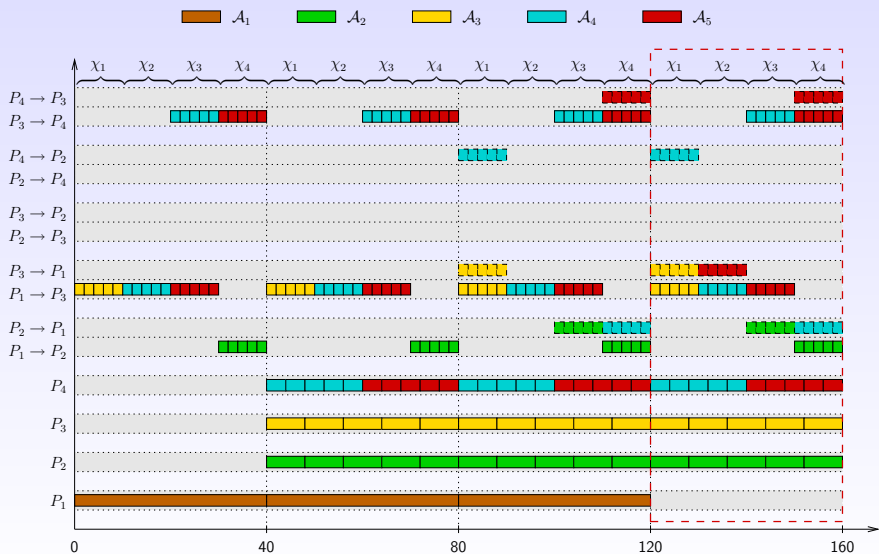 𝒜₁ 𝒜₂ 𝒜₃ 𝒜₄ 𝒜₅
χ₁ χ₂ χ₃ χ₄ χ₁ χ₂ χ₃ χ₄ χ₁ χ₂ χ₃ χ₄ χ₁ χ₂ χ₃ χ₄
P₄ → P₃
P₃ → P₄
P₄ → P₂
P₂ → P₄
P₃ → P₂
P₂ → P₃
P₃ → P₁
P₁ → P₃
P₂ → P₁
P₁ → P₂
P₄
P₃
P₂
P₁
0 40 80 120 160